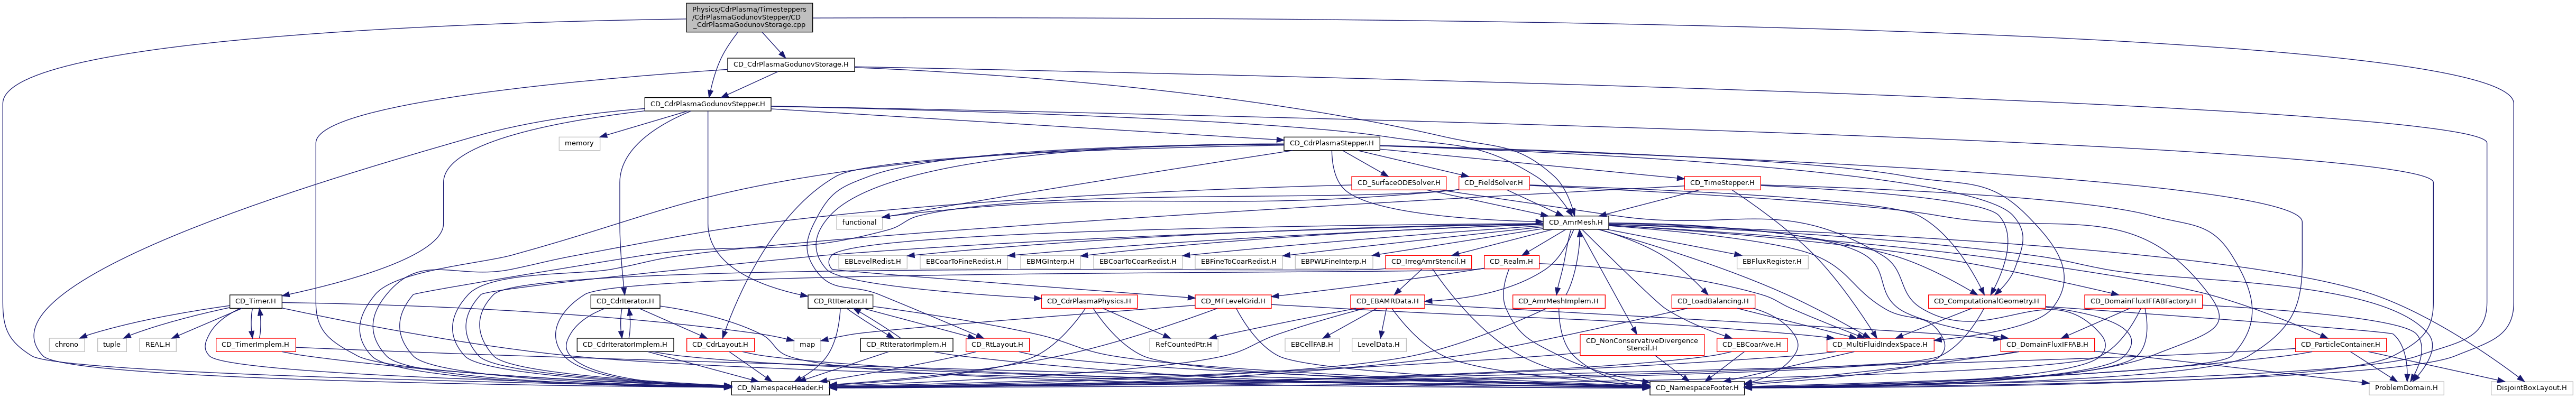 Physics/CdrPlasma/Timesteppers
/CdrPlasmaGodunovStepper/CD
_CdrPlasmaGodunovStorage.cpp
CD_CdrPlasmaGodunovStorage.H
CD_CdrPlasmaGodunovStepper.H
memory
CD_CdrPlasmaStepper.H
CD_SurfaceODESolver.H
CD_FieldSolver.H
CD_TimeStepper.H
functional
CD_AmrMesh.H
EBLevelRedist.H
EBCoarToFineRedist.H
EBMGInterp.H
EBCoarToCoarRedist.H
EBFineToCoarRedist.H
EBPWLFineInterp.H
CD_IrregAmrStencil.H
CD_Realm.H
EBFluxRegister.H
CD_Timer.H
CD_CdrIterator.H
CD_RtIterator.H
CD_CdrPlasmaPhysics.H
CD_MFLevelGrid.H
CD_EBAMRData.H
CD_AmrMeshImplem.H
CD_LoadBalancing.H
CD_ComputationalGeometry.H
CD_DomainFluxIFFABFactory.H
chrono
tuple
REAL.H
CD_TimerImplem.H
CD_CdrIteratorImplem.H
CD_CdrLayout.H
map
CD_RtIteratorImplem.H
CD_RtLayout.H
RefCountedPtr.H
EBCellFAB.H
LevelData.H
CD_NonConservativeDivergence
Stencil.H
CD_EBCoarAve.H
CD_MultiFluidIndexSpace.H
CD_DomainFluxIFFAB.H
CD_ParticleContainer.H
CD_NamespaceHeader.H
CD_NamespaceFooter.H
ProblemDomain.H
DisjointBoxLayout.H